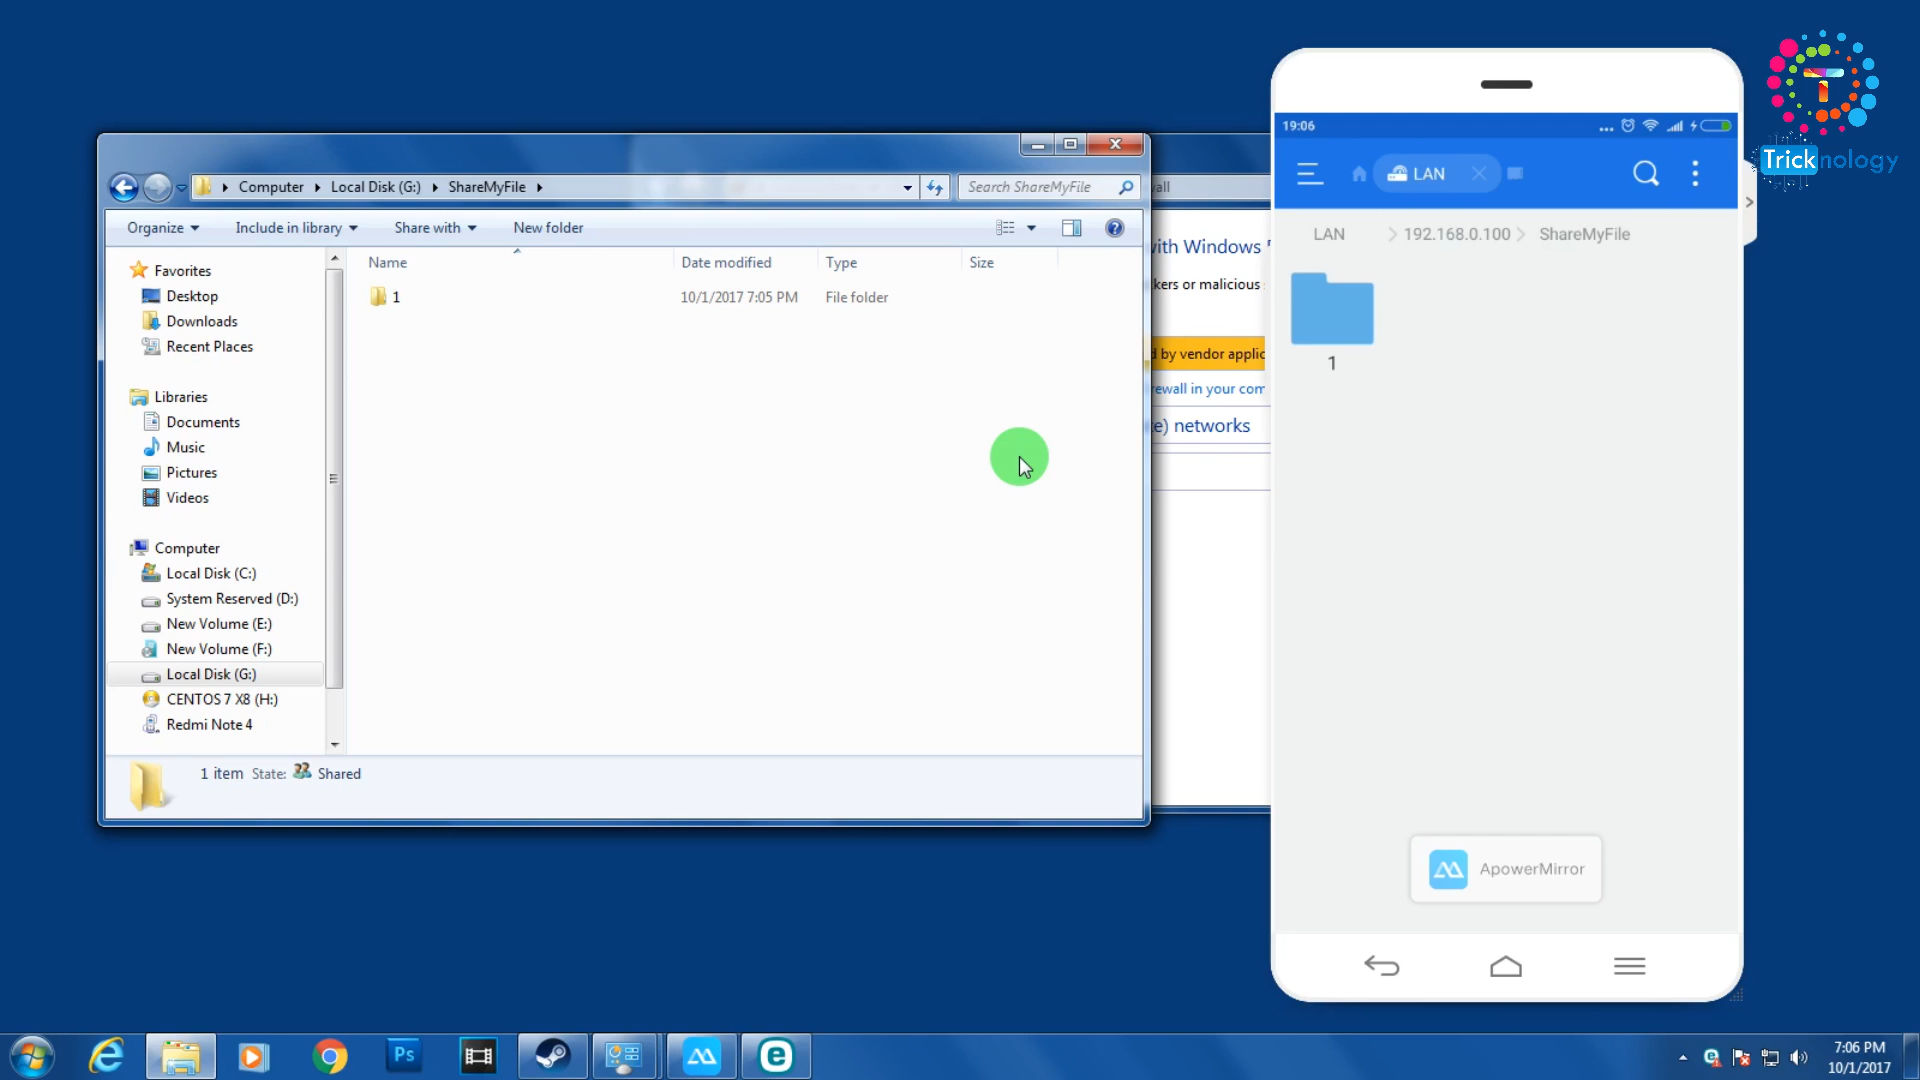 Tricknology
Computer
Local Disk (G:)
ShareMyFile
Search ShareMyFile
Organize
Include in library
Share with
New folder
Name
Date modified
Type
Size
1
10/1/2017 7:05 PM
File folder
Favorites
Desktop
Downloads
Recent Places
Libraries
Documents
Music
Pictures
Videos
Computer
Local Disk (C:)
System Reserved (D:)
New Volume (E:)
New Volume (F:)
Local Disk (G:)
CENTOS 7 X8 (H:)
Redmi Note 4
1 item State: Shared
with Windows
kers or malicious
d by vendor applic
ewall in your com
e) networks
19:06
LAN
LAN
192.168.0.100
ShareMyFile
1
ApowerMirror
Ps
7:06 PM
10/1/2017